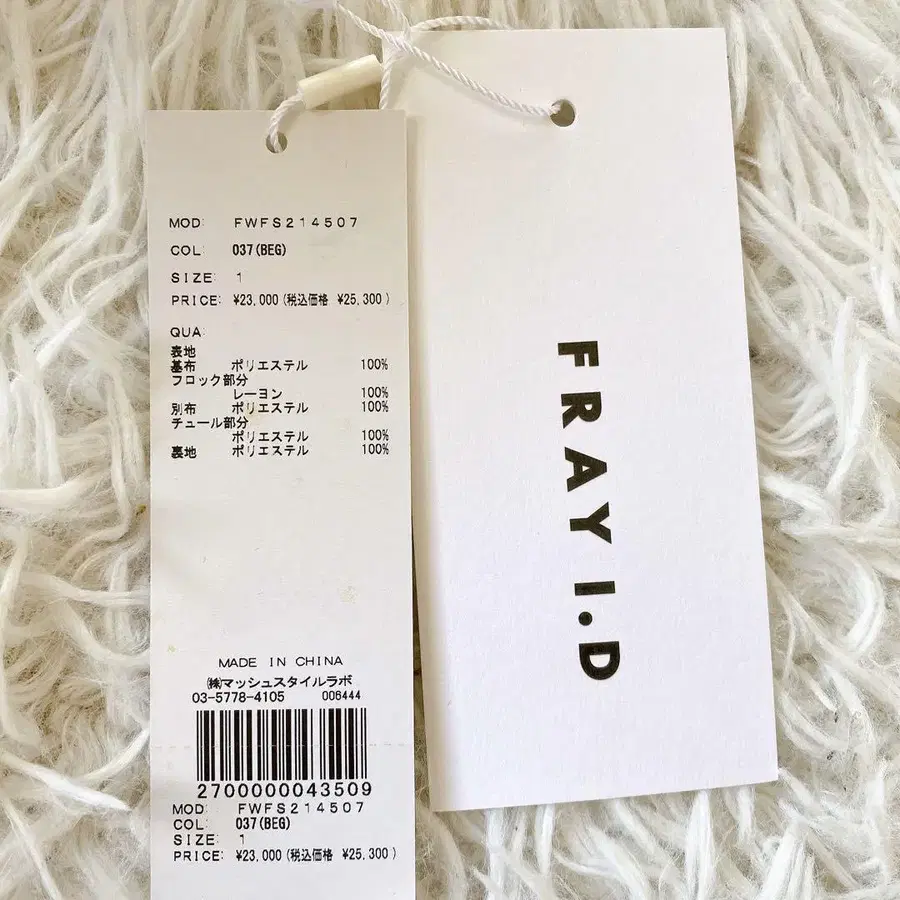 MOD: FWFS214507
COL: 037(BEG)
SIZE: 1
PRICE: ¥23,000(税込価格 ¥25,300)
QUA:
表地
基布 ポリエステル 100%
フロック部分
レーヨン 100%
別布 ポリエステル 100%
チュール部分
ポリエステル 100%
裏地 ポリエステル 100%
MADE IN CHINA
㈱マッシュスタイルラボ
03-5778-4105 006444
2700000043509
MOD: FWFS214507
COL: 037(BEG)
SIZE: 1
PRICE: ¥23,000(税込価格 ¥25,300)
FRAY I.D